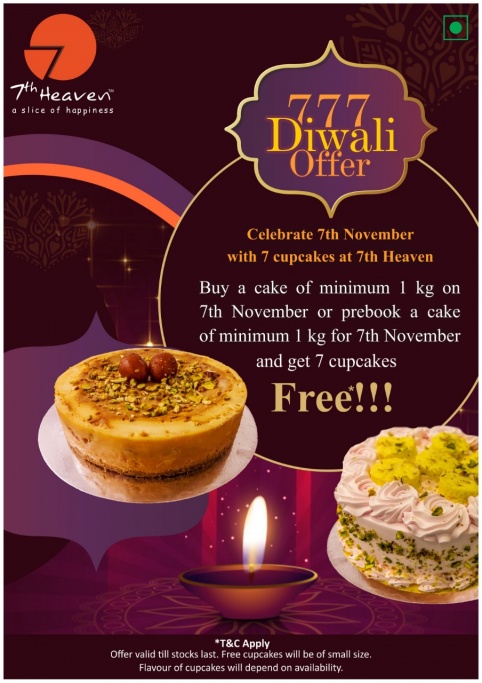 7
7th Heaven™
a slice of happiness
777
Diwali
Offer
Celebrate 7th November
with 7 cupcakes at 7th Heaven
Buy a cake of minimum 1 kg on
7th November or prebook a cake
of minimum 1 kg for 7th November
and get 7 cupcakes
Free*!!!
*T&C Apply
Offer valid till stocks last. Free cupcakes will be of small size.
Flavour of cupcakes will depend on availability.